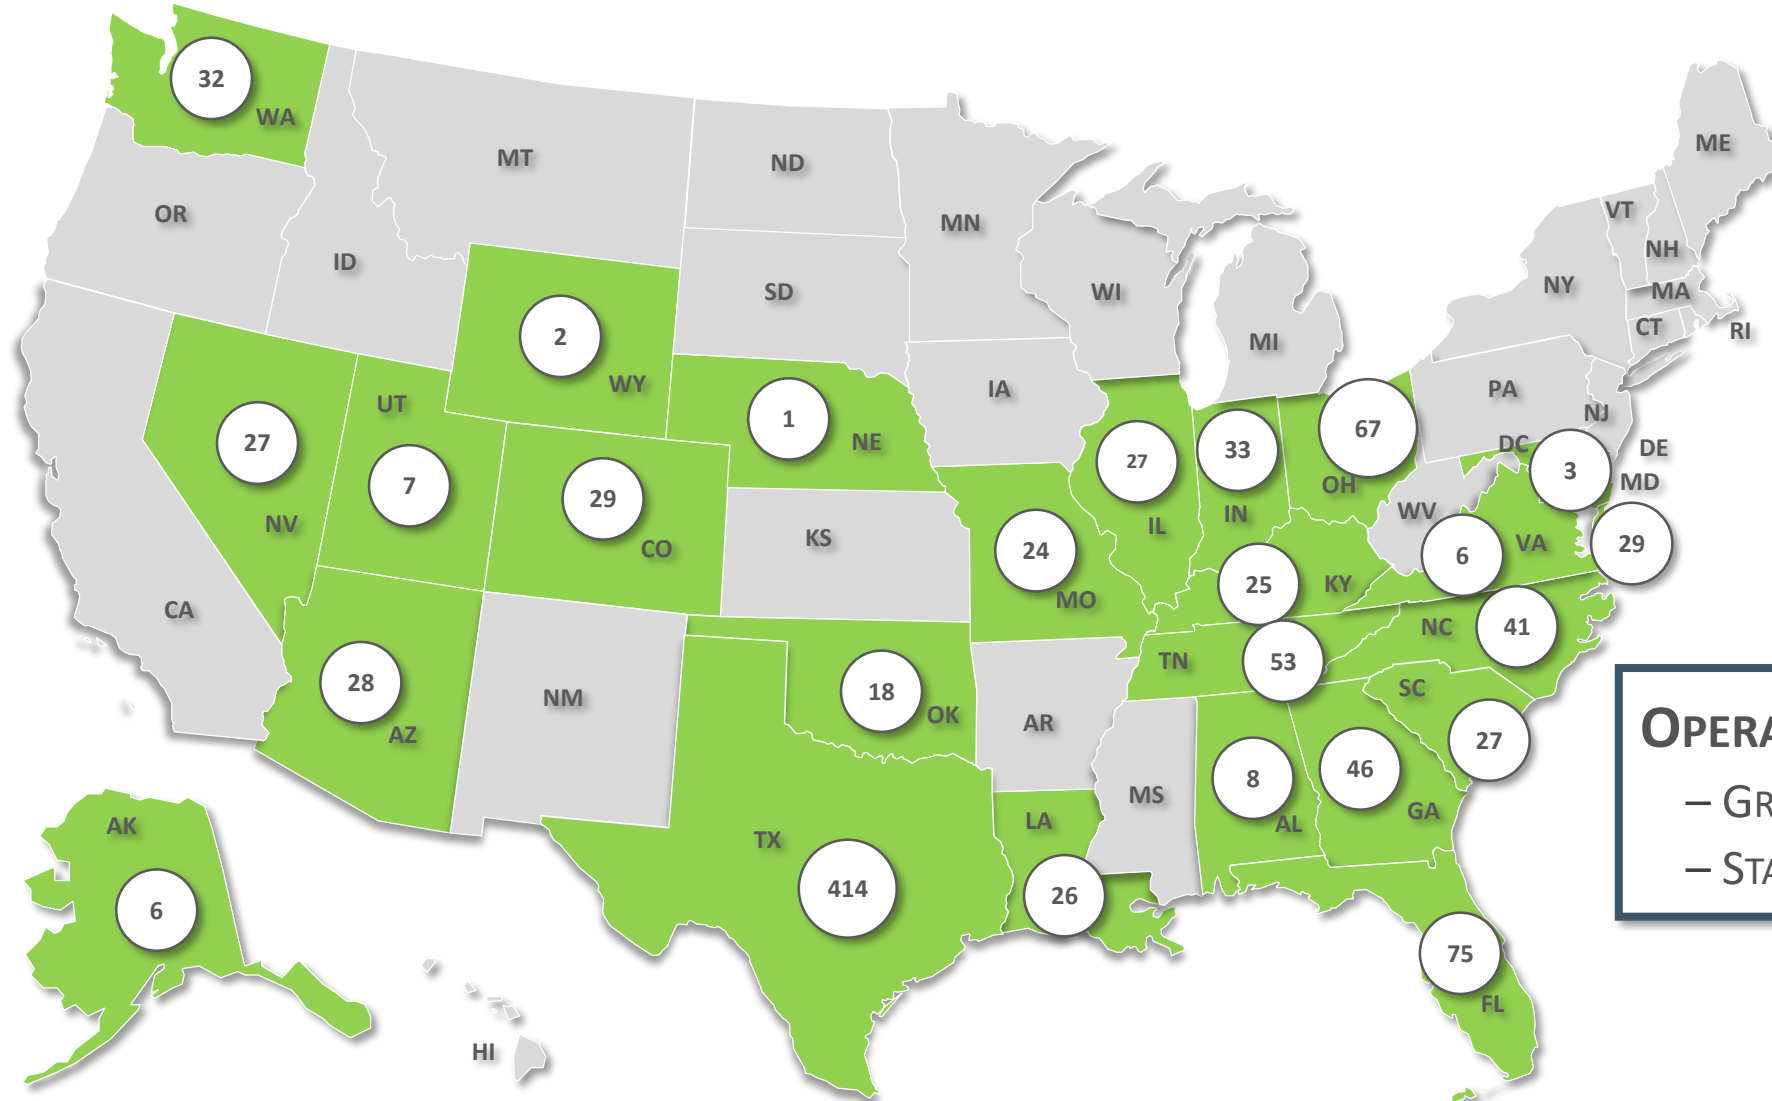 32
WA
MT
ND
ME
OR
MN
VT
NH
ID
SD
WI
NY
MA
CT
RI
MI
2
WY
UT
IA
PA
NJ
27
NV
7
29
CO
1
NE
27
IL
33
IN
67
OH
DC
3
DE
MD
WV
KS
24
MO
25
KY
6
VA
29
CA
28
AZ
NM
18
OK
AR
TN
53
NC
41
SC
27
MS
8
AL
46
GA
LA
26
TX
414
AK
6
HI
75
FL
OPERA
– GR
– STA